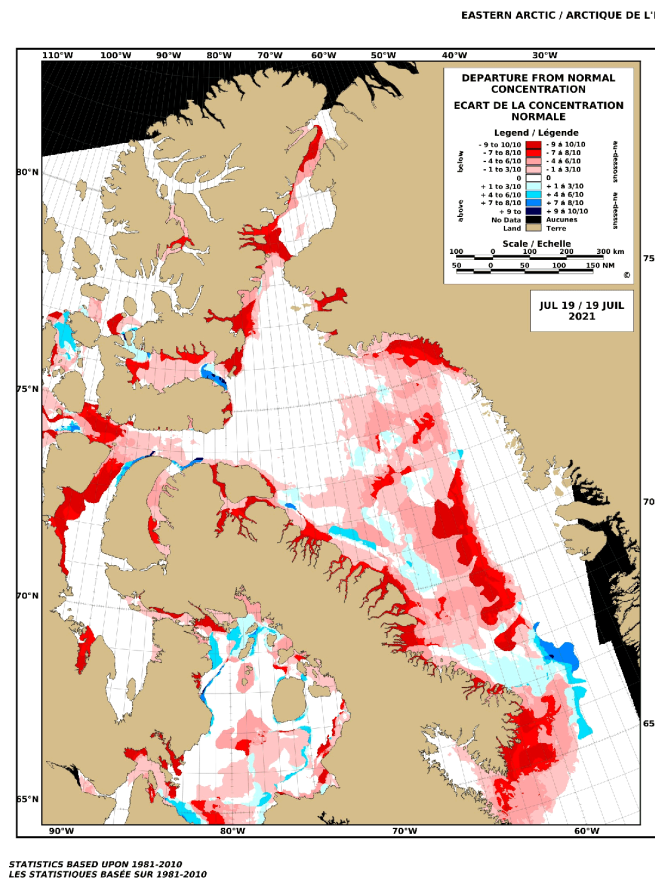 EASTERN ARCTIC / ARCTIQUE DE L'
110°W 100°W 90°W 80°W 70°W 60°W 50°W 40°W 30°W
DEPARTURE FROM NORMAL
CONCENTRATION
ECART DE LA CONCENTRATION
NORMALE
Legend / Légende
below
au-dessous
- 9 to 10/10 - 9 à 10/10
- 7 to 8/10 - 7 à 8/10
- 4 to 6/10 - 4 à 6/10
- 1 to 3/10 - 1 à 3/10
0 0
above
au-dessus
+ 1 to 3/10 + 1 à 3/10
+ 4 to 6/10 + 4 à 6/10
+ 7 to 8/10 + 7 à 8/10
+ 9 to + 9 à 10/10
No Data Aucunes
Land Terre
Scale / Echelle
100 0 100 200 300 km
50 0 50 100 150 NM
©
JUL 19 / 19 JUIL
2021
80°N
75
75°N
70
70°N
65
65°N
90°W 80°W 70°W 60°W
STATISTICS BASED UPON 1981-2010
LES STATISTIQUES BASÉE SUR 1981-2010